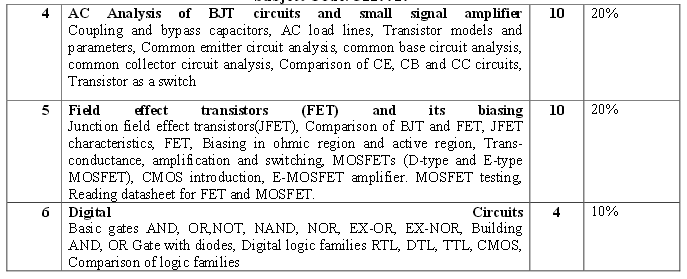 4 AC Analysis of BJT circuits and small signal amplifier 10 20%
Coupling and bypass capacitors, AC load lines, Transistor models and
parameters, Common emitter circuit analysis, common base circuit analysis,
common collector circuit analysis, Comparison of CE, CB and CC circuits,
Transistor as a switch
5 Field effect transistors (FET) and its biasing 10 20%
Junction field effect transistors(JFET), Comparison of BJT and FET, JFET
characteristics, FET, Biasing in ohmic region and active region, Trans-
conductance, amplification and switching, MOSFETs (D-type and E-type
MOSFET), CMOS introduction, E-MOSFET amplifier. MOSFET testing,
Reading datasheet for FET and MOSFET.
6 Digital Circuits 4 10%
Basic gates AND, OR,NOT, NAND, NOR, EX-OR, EX-NOR, Building
AND, OR Gate with diodes, Digital logic families RTL, DTL, TTL, CMOS,
Comparison of logic families